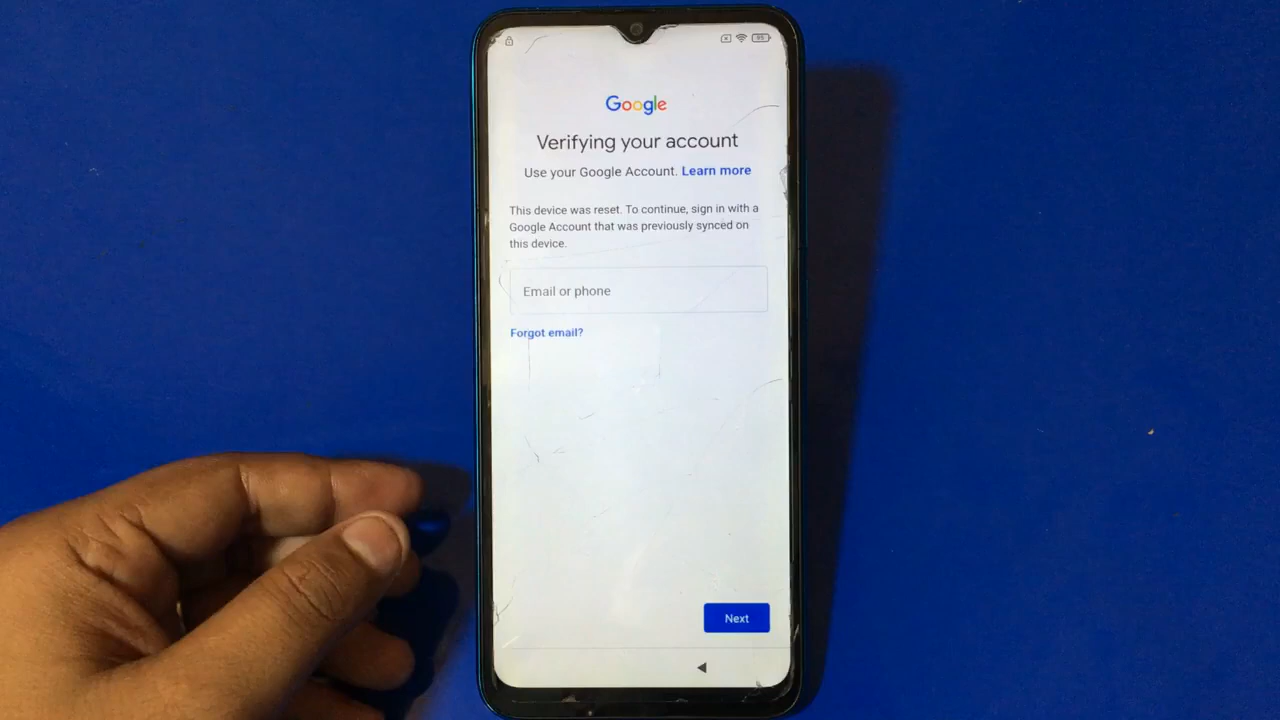 95
Google
Verifying your account
Use your Google Account. Learn more
This device was reset. To continue, sign in with a
Google Account that was previously synced on
this device.
Email or phone
Forgot email?
Next